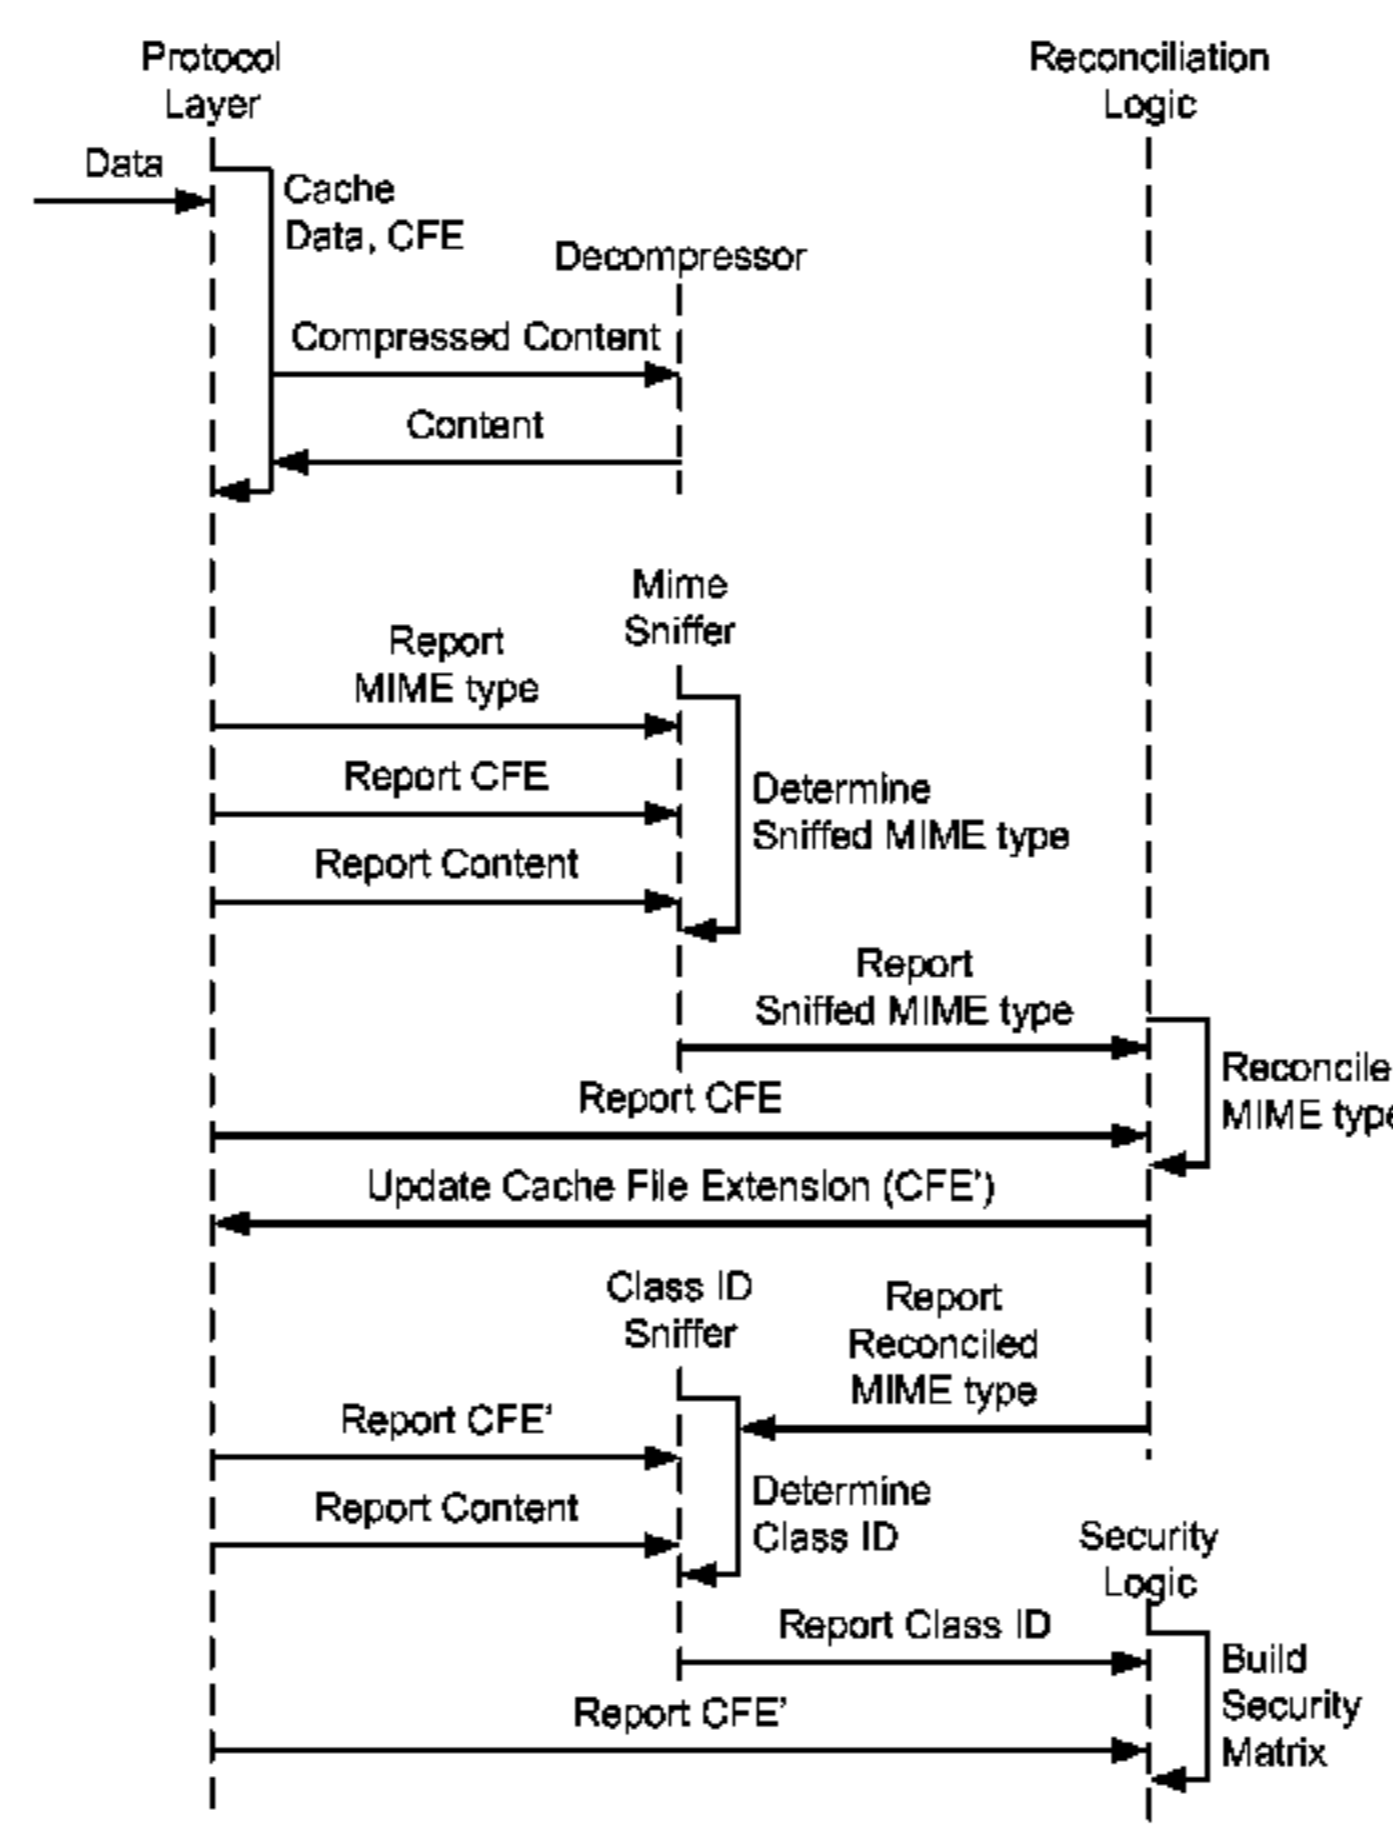 Protocol
Layer
Reconciliation
Logic
Data
Cache
Data, CFE
Decompressor
Compressed Content
Content
Mime
Sniffer
Report
MIME type
Report CFE
Determine
Sniffed MIME type
Report Content
Report
Sniffed MIME type
Reconcile
MIME type
Report CFE
Update Cache File Extension (CFE')
Class ID
Sniffer
Report
Reconciled
MIME type
Report CFE'
Determine
Class ID
Report Content
Security
Logic
Report Class ID
Build
Security
Matrix
Report CFE'